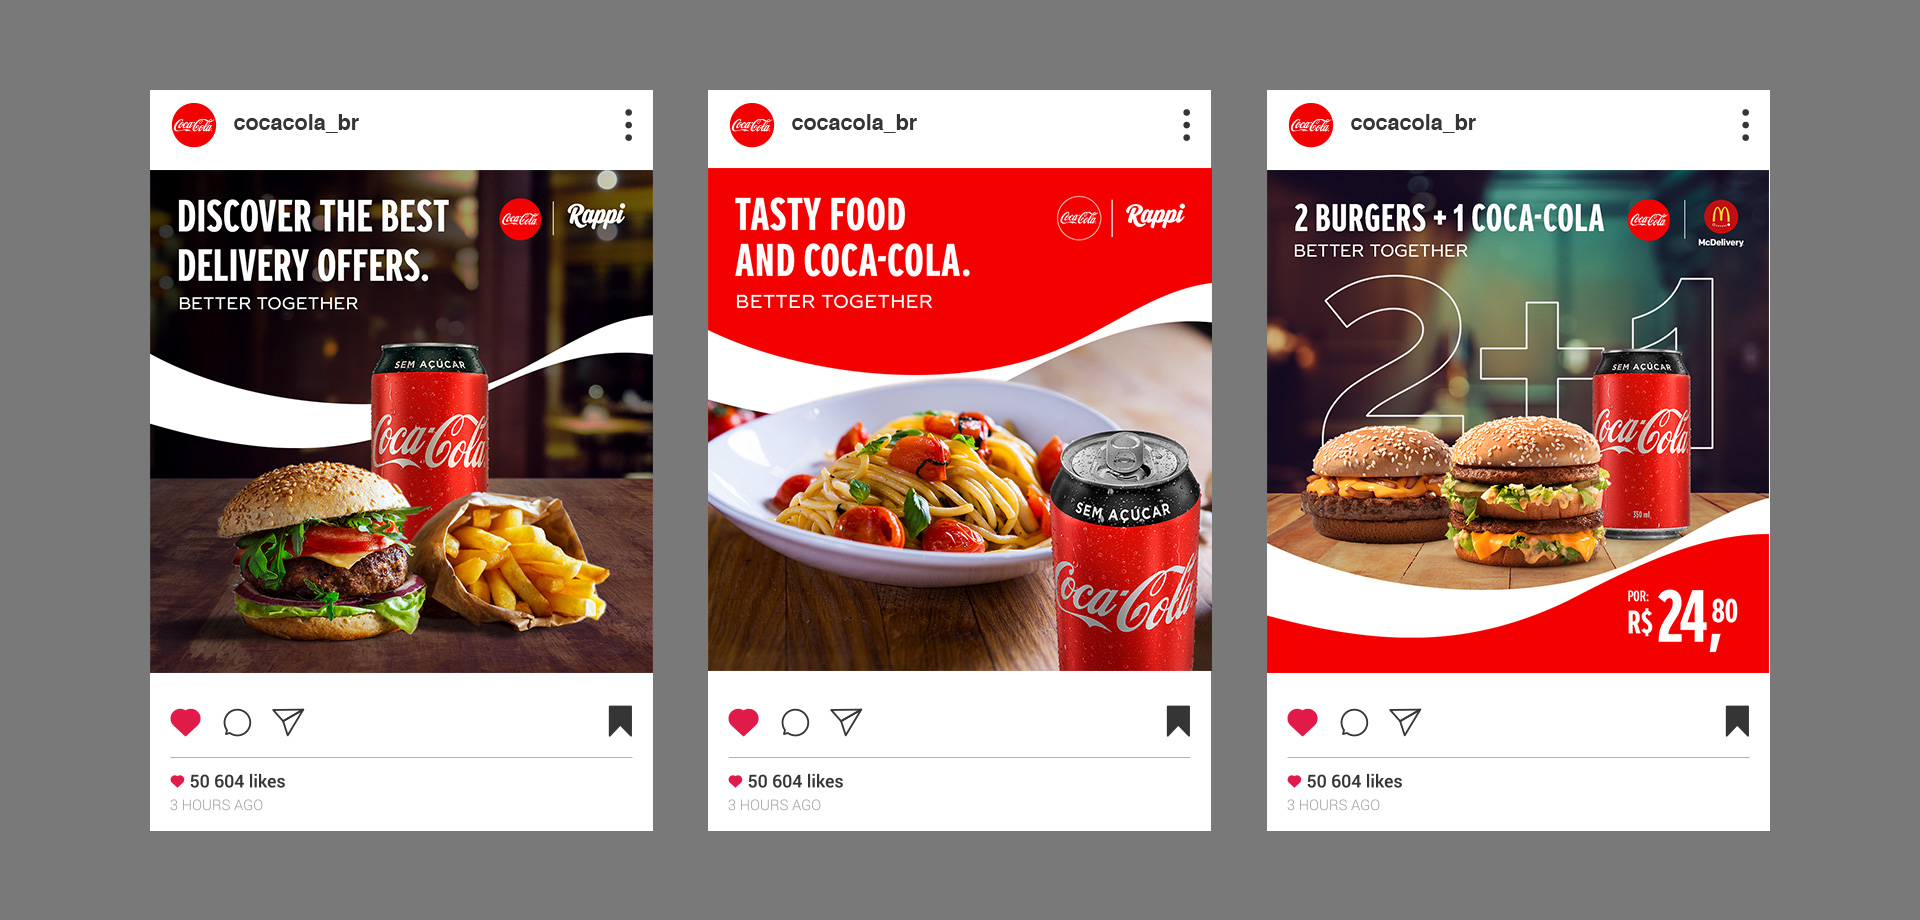 Coca-Cola
cocacola_br
DISCOVER THE BEST
DELIVERY OFFERS.
BETTER TOGETHER
Coca-Cola
Rappi
SEM AÇÚCAR
Coca-Cola
50 604 likes
3 HOURS AGO
Coca-Cola
cocacola_br
TASTY FOOD
AND COCA-COLA.
BETTER TOGETHER
Coca-Cola
Rappi
SEM AÇÚCAR
Coca-Cola
50 604 likes
3 HOURS AGO
Coca-Cola
cocacola_br
2 BURGERS + 1 COCA-COLA
BETTER TOGETHER
Coca-Cola
McDelivery
2+1
SEM AÇÚCAR
Coca-Cola
350 ml
POR:
R$ 24,80
50 604 likes
3 HOURS AGO